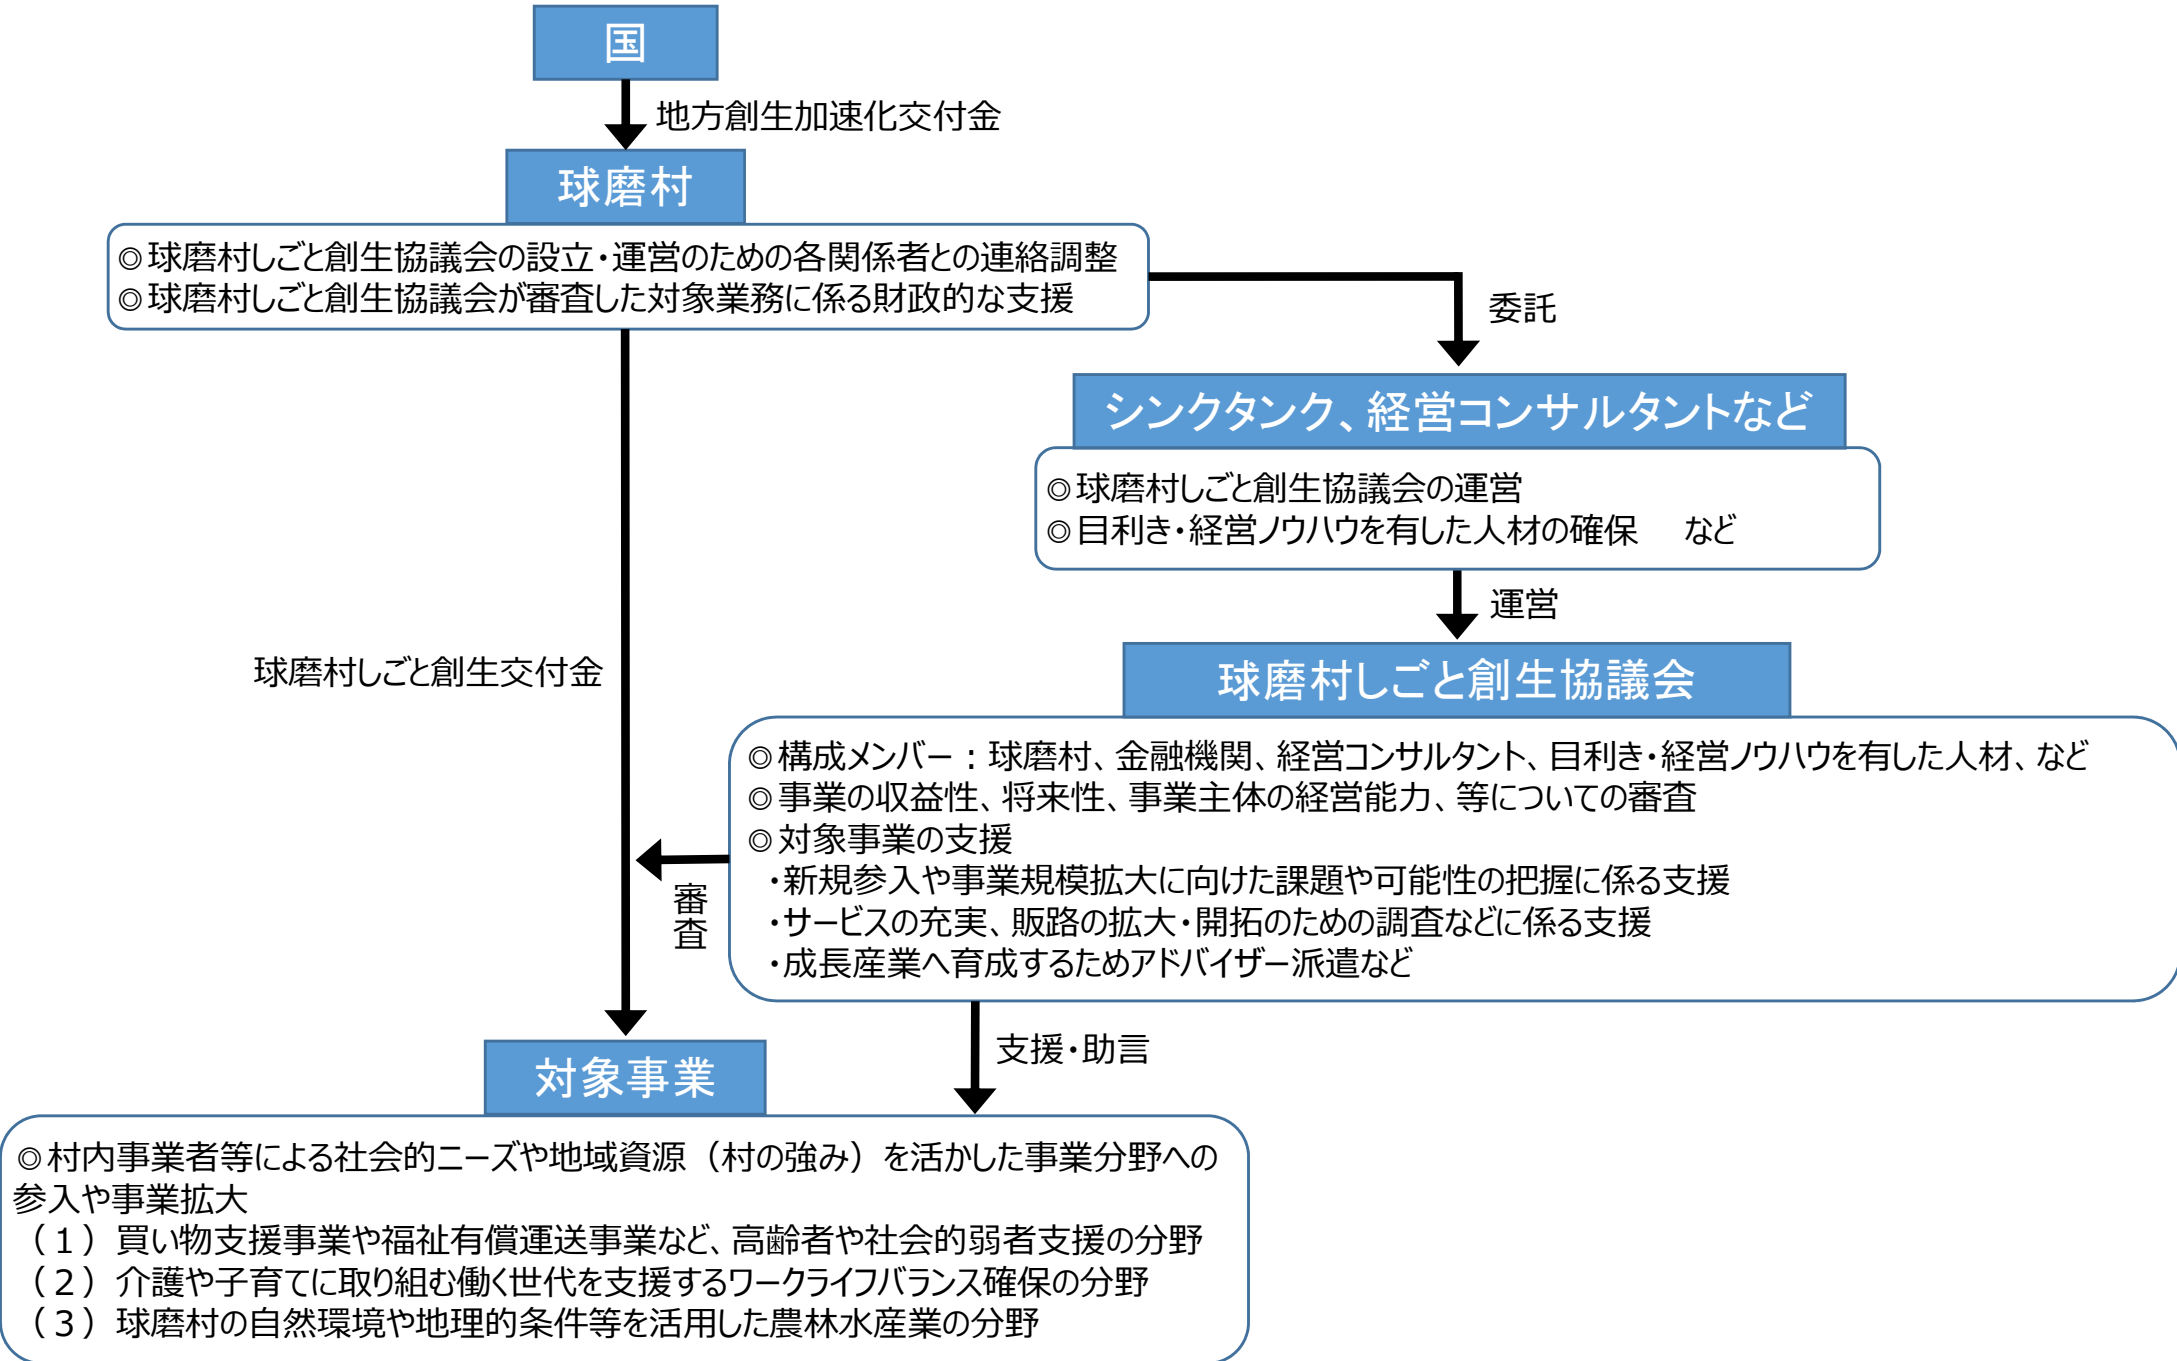 国
地方創生加速化交付金
球磨村
◎球磨村しごと創生協議会の設立・運営のための各関係者との連絡調整
◎球磨村しごと創生協議会が審査した対象業務に係る財政的な支援
委託
シンクタンク、経営コンサルタントなど
◎球磨村しごと創生協議会の運営
◎目利き・経営ノウハウを有した人材の確保　など
運営
球磨村しごと創生交付金
球磨村しごと創生協議会
◎構成メンバー：球磨村、金融機関、経営コンサルタント、目利き・経営ノウハウを有した人材、など
◎事業の収益性、将来性、事業主体の経営能力、等についての審査
◎対象事業の支援
・新規参入や事業規模拡大に向けた課題や可能性の把握に係る支援
・サービスの充実、販路の拡大・開拓のための調査などに係る支援
・成長産業へ育成するためアドバイザー派遣など
審査
支援・助言
対象事業
◎村内事業者等による社会的ニーズや地域資源（村の強み）を活かした事業分野への
参入や事業拡大
（１）買い物支援事業や福祉有償運送事業など、高齢者や社会的弱者支援の分野
（２）介護や子育てに取り組む働く世代を支援するワークライフバランス確保の分野
（３）球磨村の自然環境や地理的条件等を活用した農林水産業の分野